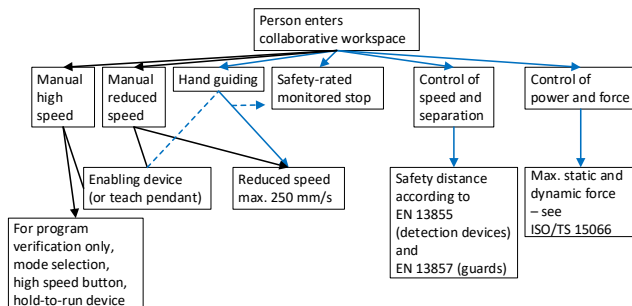 Person enters
collaborative workspace
Manual
high
speed
Manual
reduced
speed
Hand guiding
Safety-rated
monitored stop
Control of
speed and
separation
Control of
power and force
Enabling device
(or teach pendant)
Reduced speed
max. 250 mm/s
Safety distance
according to
EN 13855
(detection devices)
and
EN 13857 (guards)
Max. static and
dynamic force
– see
ISO/TS 15066
For program
verification only,
mode selection,
high speed button,
hold-to-run device